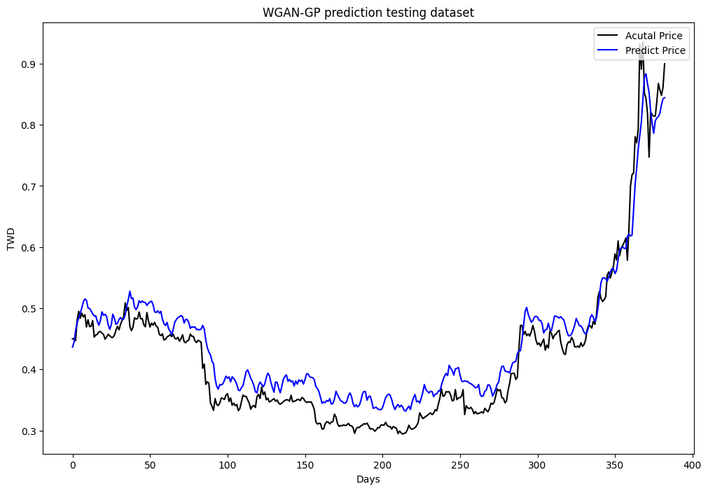 WGAN-GP prediction testing dataset
Acutal Price
Predict Price
0.9
0.8
0.7
0.6
0.5
0.4
0.3
TWD
0 50 100 150 200 250 300 350 400
Days